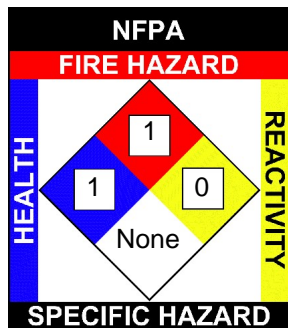 NFPA
FIRE HAZARD
HEALTH
1
1
0
None
REACTIVITY
SPECIFIC HAZARD